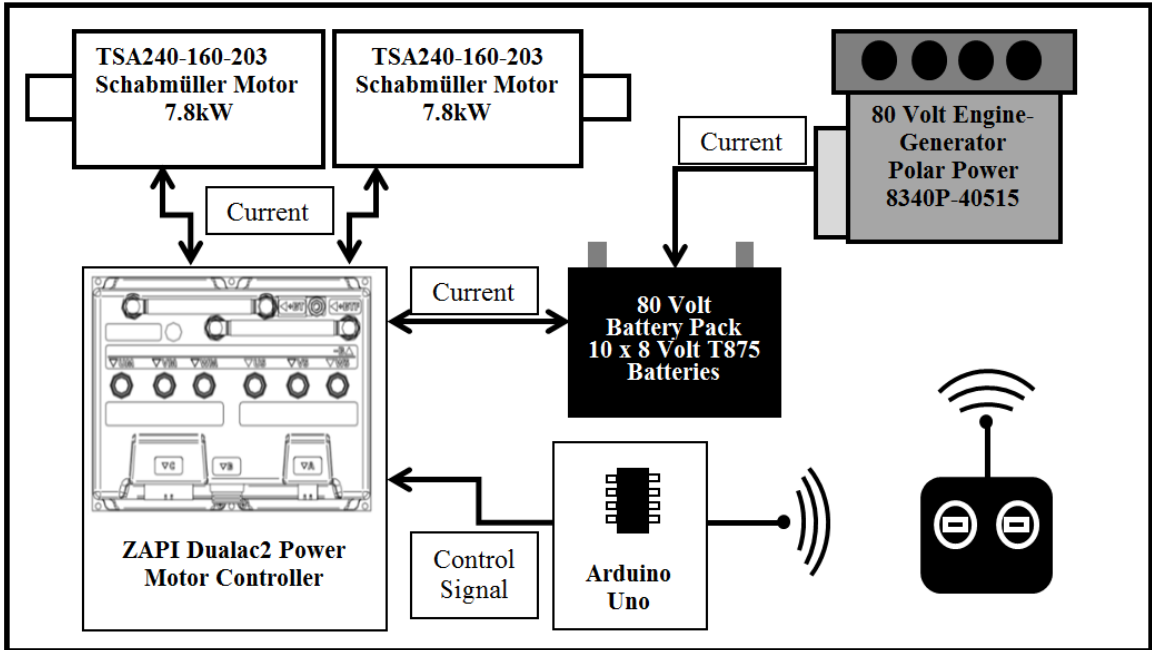 TSA240-160-203
Schabmüller Motor
7.8kW
TSA240-160-203
Schabmüller Motor
7.8kW
80 Volt Engine-
Generator
Polar Power
8340P-40515
Current
Current
Current
80 Volt
Battery Pack
10 x 8 Volt T875
Batteries
ZAPI Dualac2 Power
Motor Controller
Control
Signal
Arduino
Uno